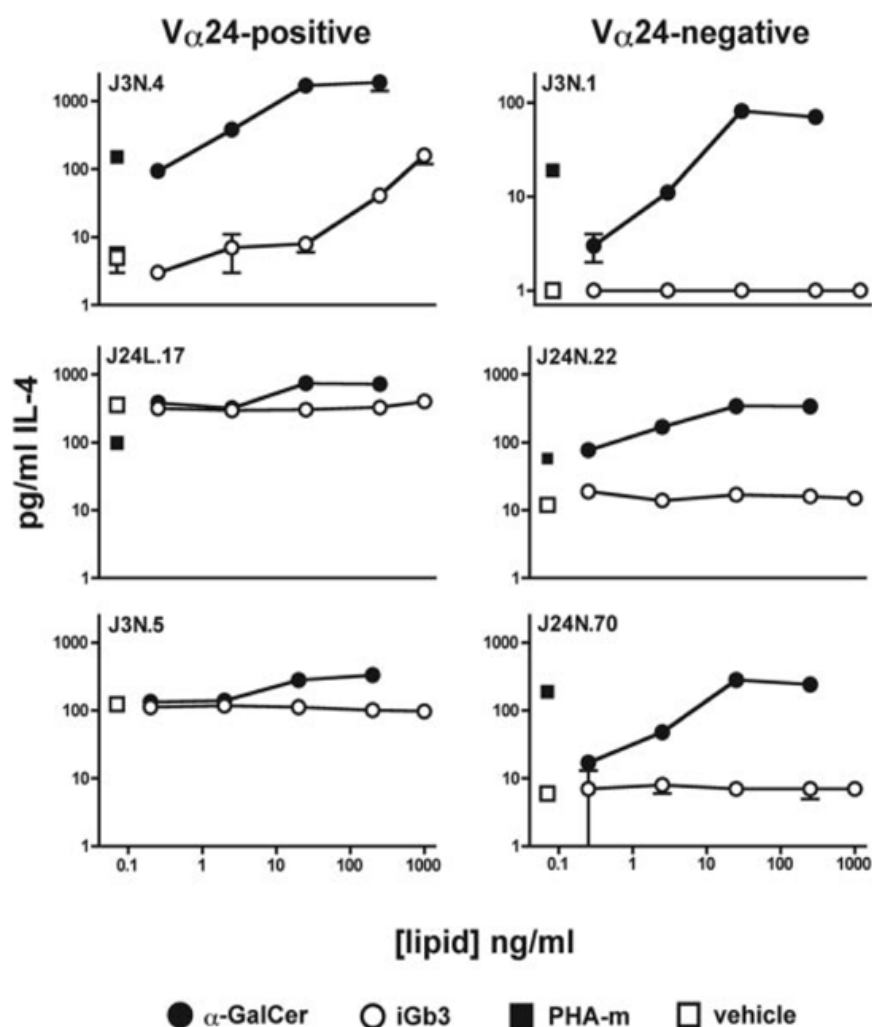 Vα24-positive
Vα24-negative
J3N.4
J3N.1
1000
100
10
1
100
10
1
J24L.17
J24N.22
1000
100
10
1
1000
100
10
1
pg/ml IL-4
J3N.5
J24N.70
1000
100
10
1
1000
100
10
1
0.1 1 10 100 1000
0.1 1 10 100 1000
[lipid] ng/ml
α-GalCer iGb3 PHA-m vehicle